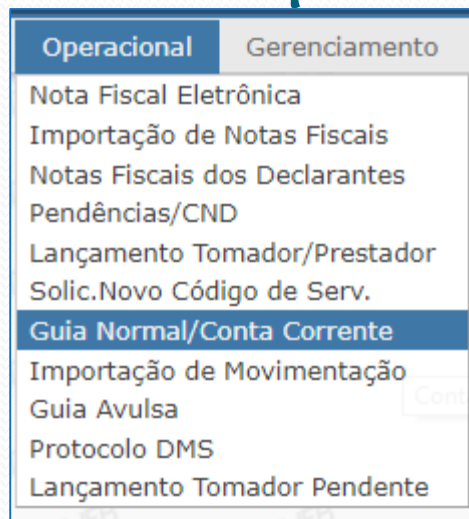 Operacional Gerenciamento
Nota Fiscal Eletrônica
Importação de Notas Fiscais
Notas Fiscais dos Declarantes
Pendências/CND
Lançamento Tomador/Prestador
Solic.Novo Código de Serv.
Guia Normal/Conta Corrente
Importação de Movimentação
Guia Avulsa
Protocolo DMS
Lançamento Tomador Pendente